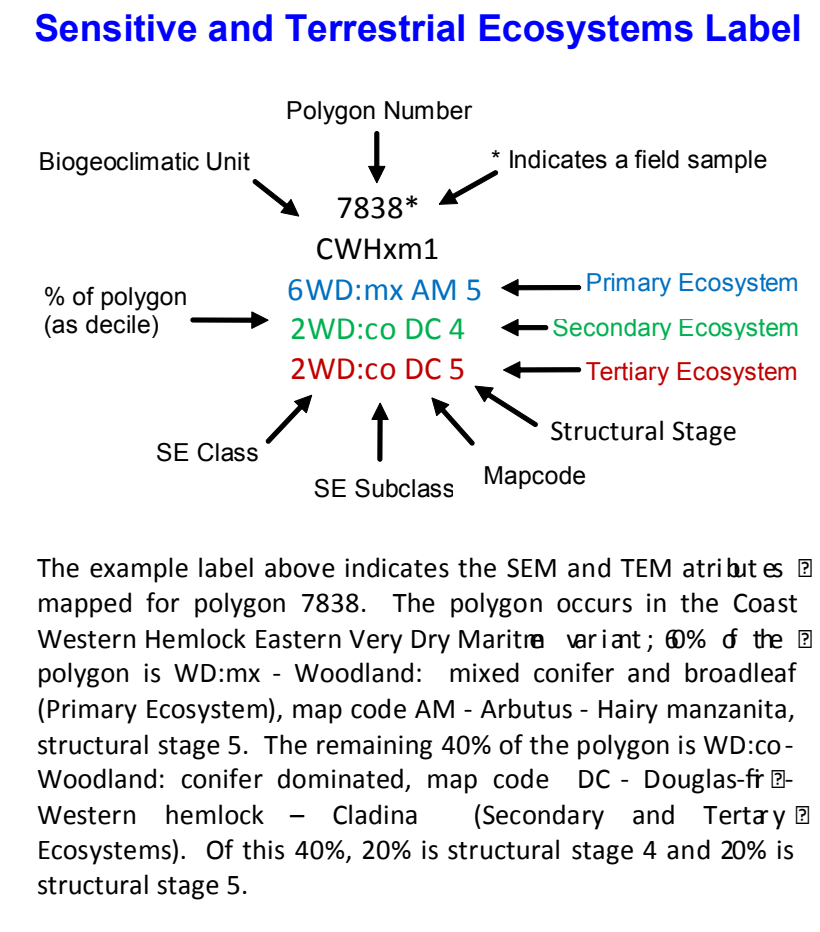 Sensitive and Terrestrial Ecosystems Label
Polygon Number
Biogeoclimatic Unit
* Indicates a field sample
7838*
CWHxm1
6WD:mx AM 5
Primary Ecosystem
% of polygon
(as decile)
2WD:co DC 4
Secondary Ecosystem
2WD:co DC 5
Tertiary Ecosystem
Structural Stage
SE Class
Mapcode
SE Subclass
The example label above indicates the SEM and TEM atributes ⍰
mapped for polygon 7838. The polygon occurs in the Coast
Western Hemlock Eastern Very Dry Maritme variant; 60% of the ⍰
polygon is WD:mx - Woodland: mixed conifer and broadleaf
(Primary Ecosystem), map code AM - Arbutus - Hairy manzanita,
structural stage 5. The remaining 40% of the polygon is WD:co -
Woodland: conifer dominated, map code DC - Douglas-fir ⍰-
Western hemlock – Cladina (Secondary and Tertary ⍰
Ecosystems). Of this 40%, 20% is structural stage 4 and 20% is
structural stage 5.